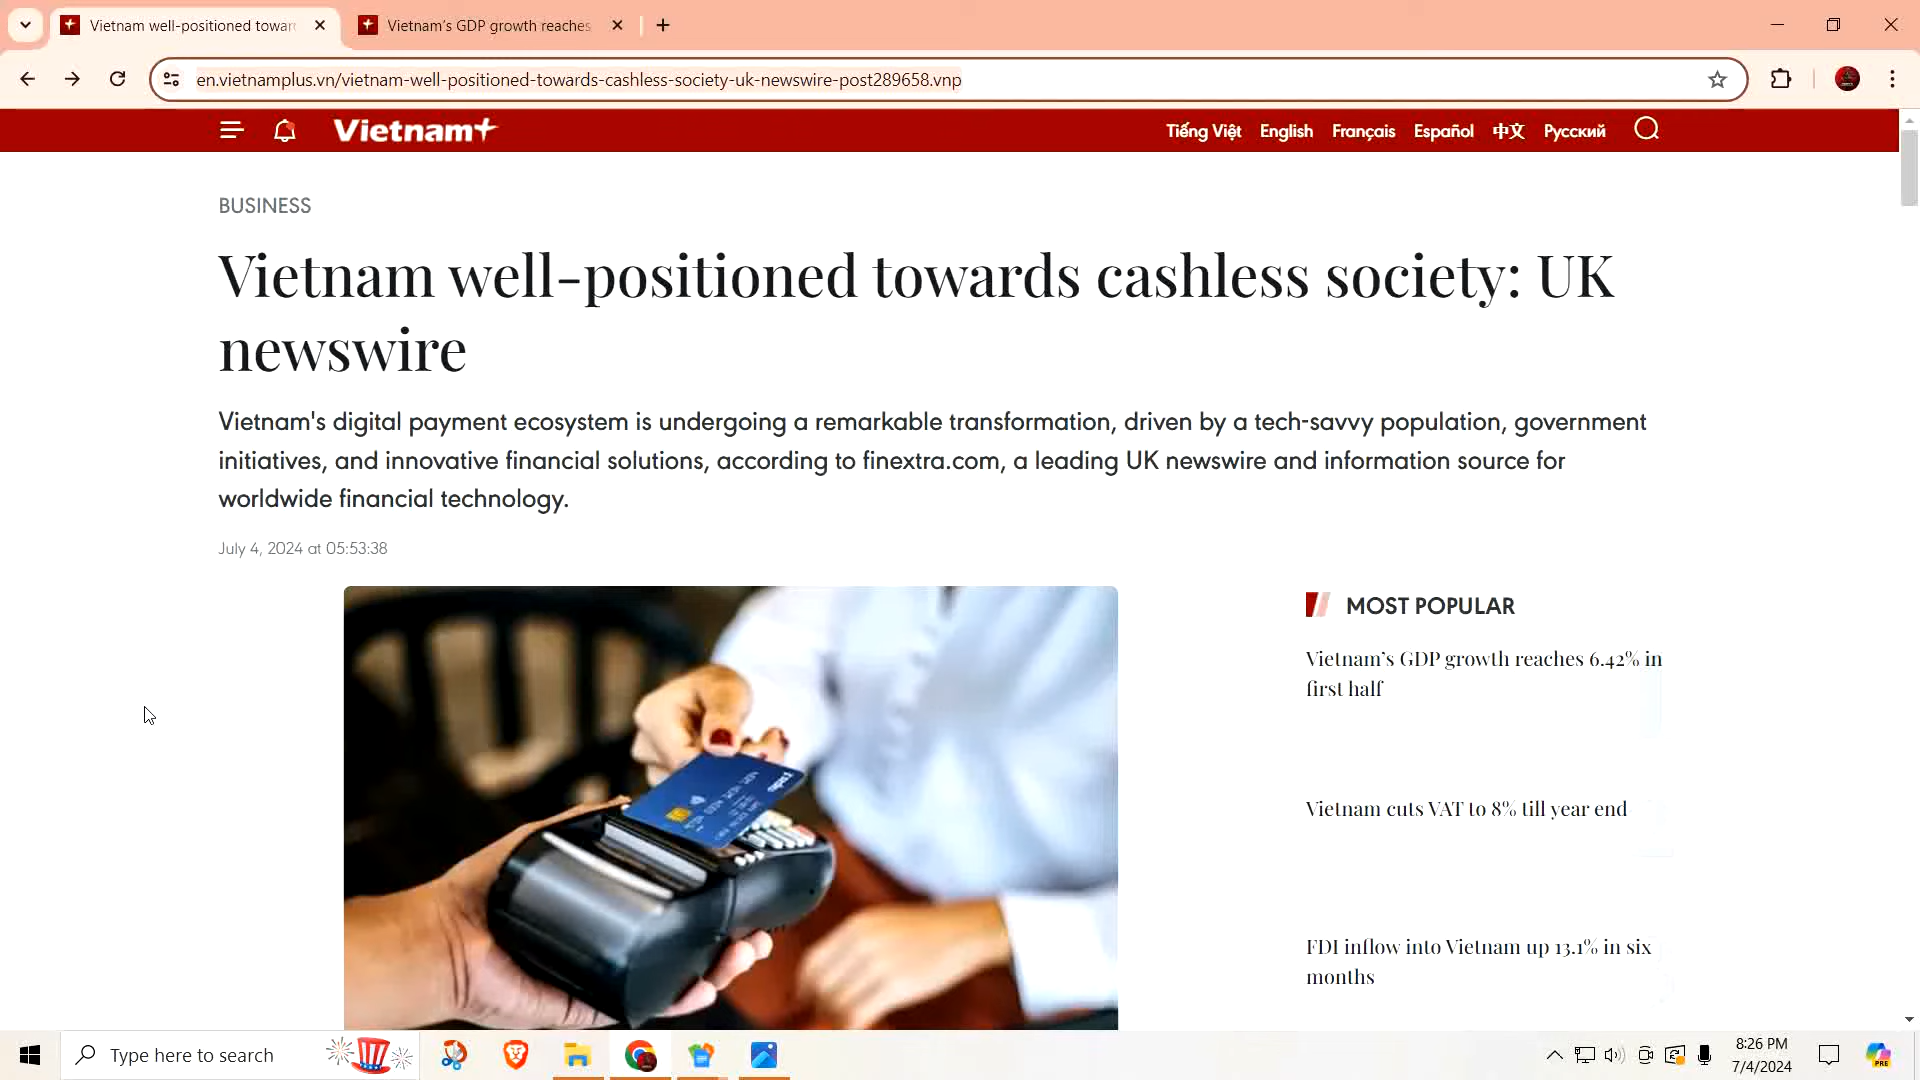 Vietnam well-positioned towar
Vietnam's GDP growth reaches
en.vietnamplus.vn/vietnam-well-positioned-towards-cashless-society-uk-newswire-post289658.vnp
Vietnam+
Tiếng Việt English Français Español 中文 Русский
BUSINESS
Vietnam well-positioned towards cashless society: UK
newswire
Vietnam's digital payment ecosystem is undergoing a remarkable transformation, driven by a tech-savvy population, government
initiatives, and innovative financial solutions, according to finextra.com, a leading UK newswire and information source for
worldwide financial technology.
July 4, 2024 at 05:53:38
MOST POPULAR
Vietnam's GDP growth reaches 6.42% in
first half
Vietnam cuts VAT to 8% till year end
FDI inflow into Vietnam up 13.1% in six
months
Type here to search
8:26 PM
7/4/2024
PRE